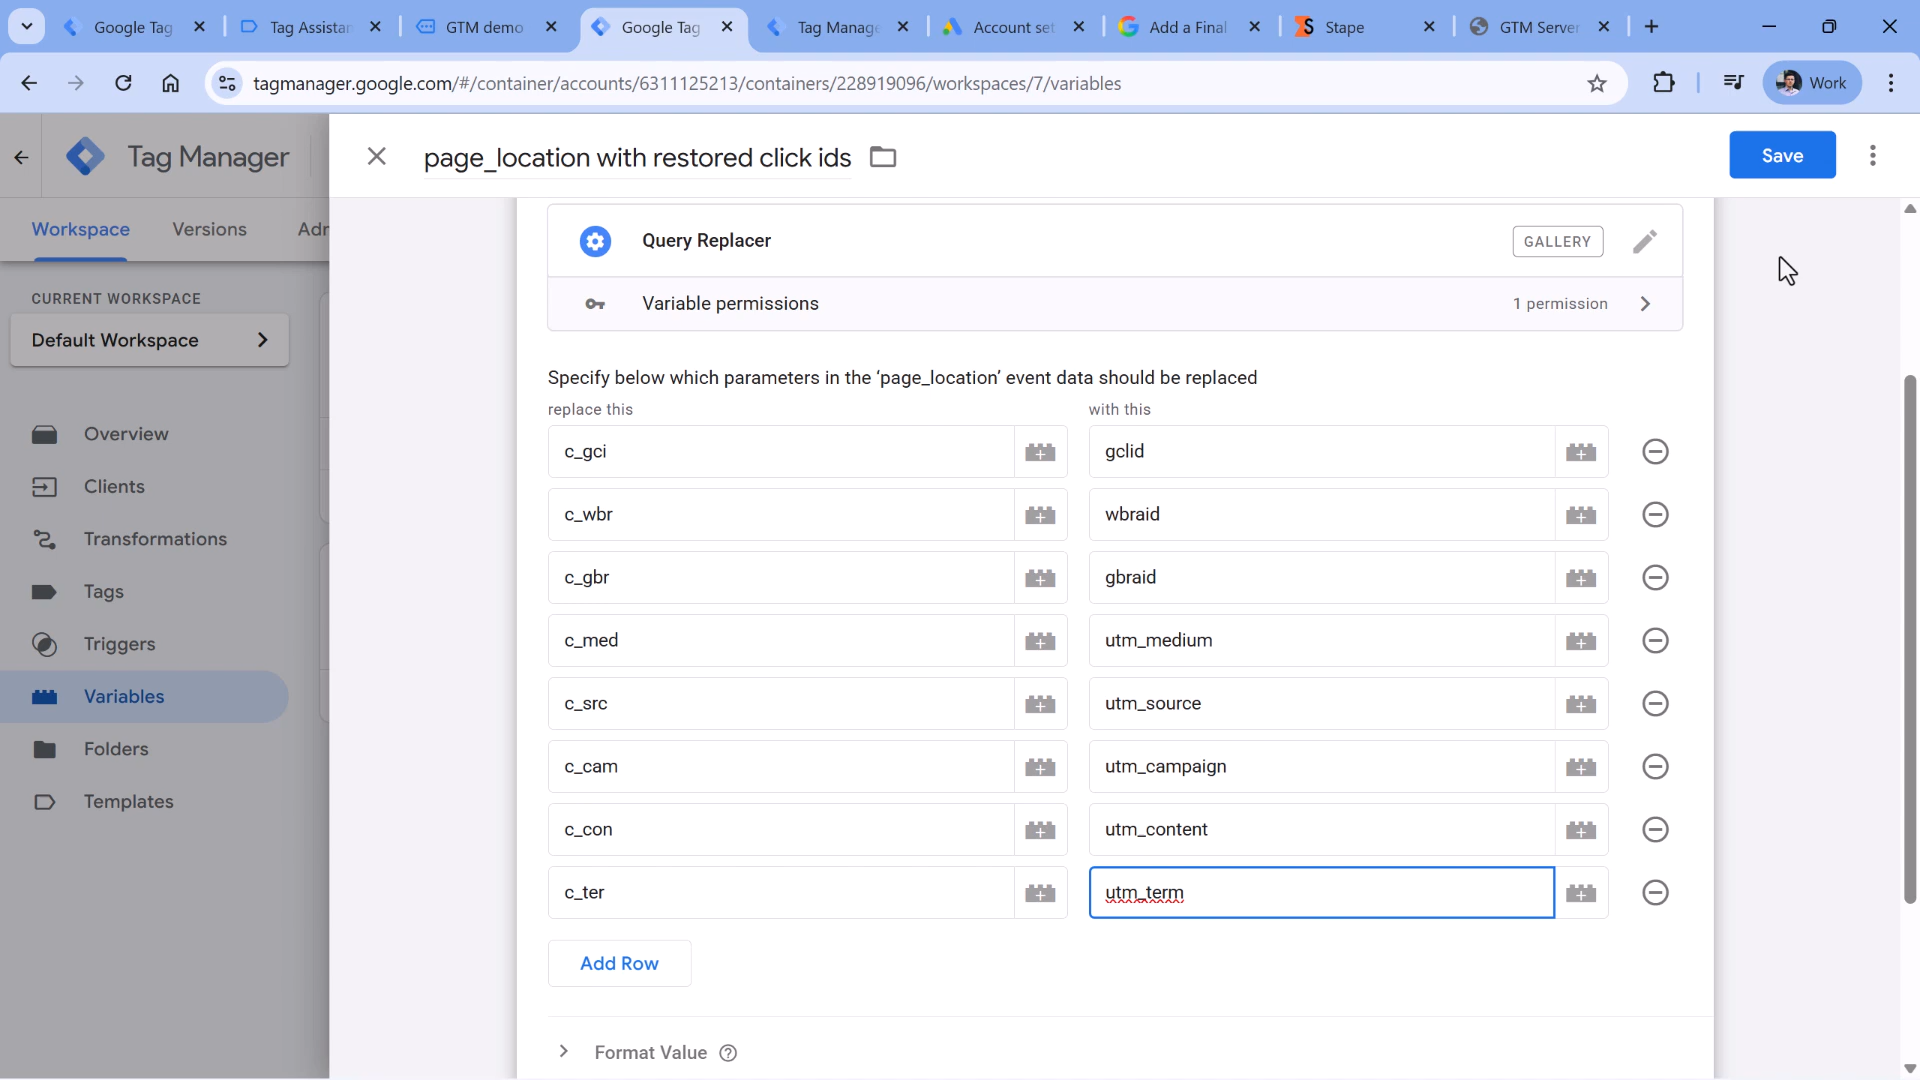 Google Tag
Tag Assistan
GTM demo
Google Tag
Tag Manage
Account set
Add a Final
Stape
GTM Server
tagmanager.google.com/#/container/accounts/6311125213/containers/228919096/workspaces/7/variables
Work
Tag Manager
page_location with restored click ids
Save
Workspace
Versions
Adr
CURRENT WORKSPACE
Default Workspace
Overview
Clients
Transformations
Tags
Triggers
Variables
Folders
Templates
Query Replacer
GALLERY
Variable permissions
1 permission
Specify below which parameters in the ‘page_location’ event data should be replaced
replace this
with this
c_gci
gclid
c_wbr
wbraid
c_gbr
gbraid
c_med
utm_medium
c_src
utm_source
c_cam
utm_campaign
c_con
utm_content
c_ter
utm_term
Add Row
Format Value